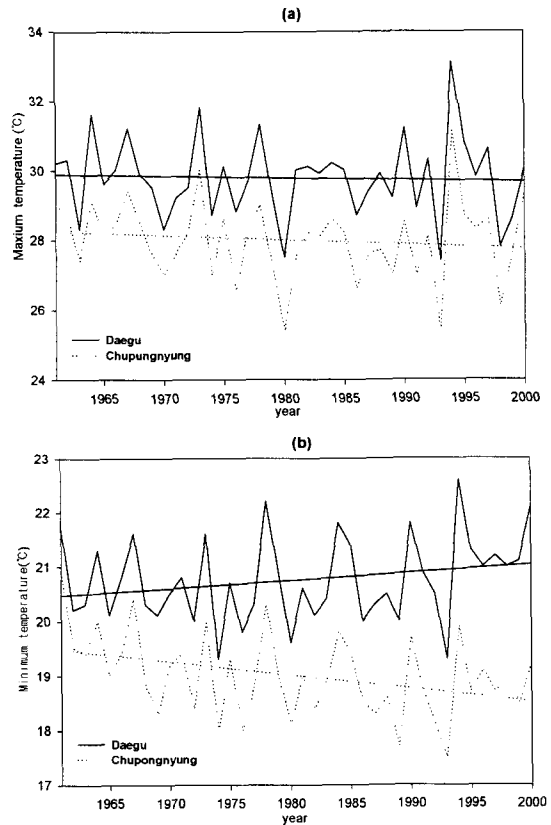 (a)
34
32
30
28
26
24
Maxium temperature (℃)
Daegu
Chupungnyung
1965 1970 1975 1980 1985 1990 1995 2000
year
(b)
23
22
21
20
19
18
17
Minimum temperature(℃)
Daegu
Chupongnyung
1965 1970 1975 1980 1985 1990 1995 2000
year